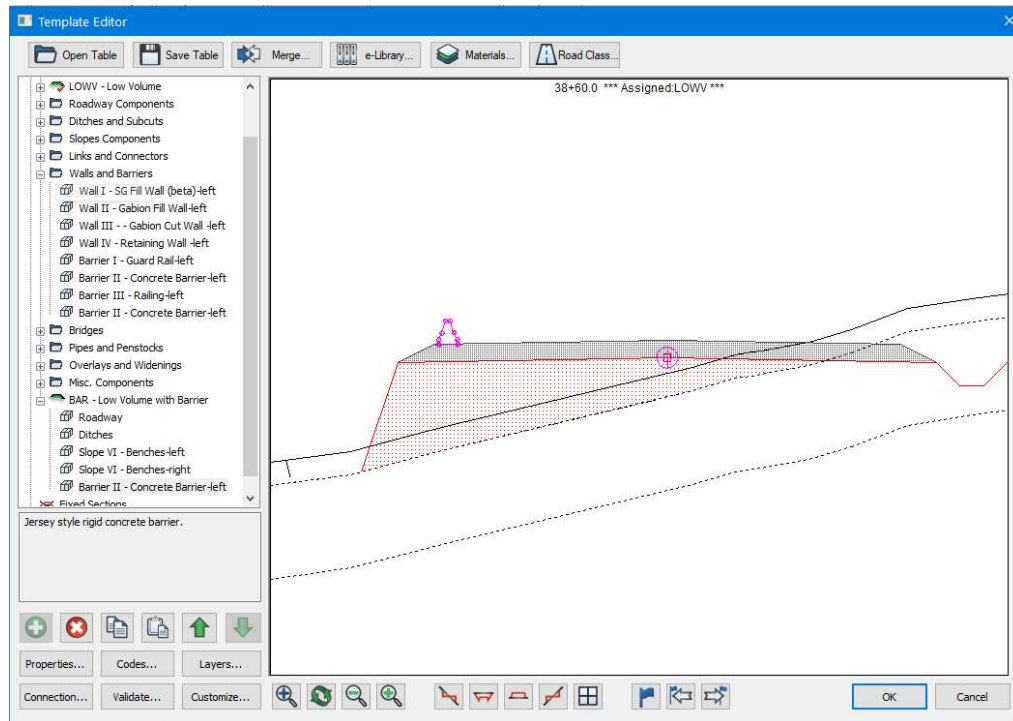 Template Editor
Open Table
Save Table
Merge...
e-Library...
Materials...
Road Class...
LOWV - Low Volume
Roadway Components
Ditches and Subcuts
Slopes Components
Links and Connectors
Walls and Barriers
Wall I - SG Fill Wall (beta)-left
Wall II - Gabion Fill Wall-left
Wall III - - Gabion Cut Wall -left
Wall IV - Retaining Wall -left
Barrier I - Guard Rail-left
Barrier II - Concrete Barrier-left
Barrier III - Railing-left
Barrier II - Concrete Barrier-left
Bridges
Pipes and Penstocks
Overlays and Widenings
Misc. Components
BAR - Low Volume with Barrier
Roadway
Ditches
Slope VI - Benches-left
Slope VI - Benches-right
Barrier II - Concrete Barrier-left
Fixed Sections
Jersey style rigid concrete barrier.
38+60.0 *** Assigned:LOWV ***
Properties...
Codes...
Layers...
Connection...
Validate...
Customize...
OK
Cancel